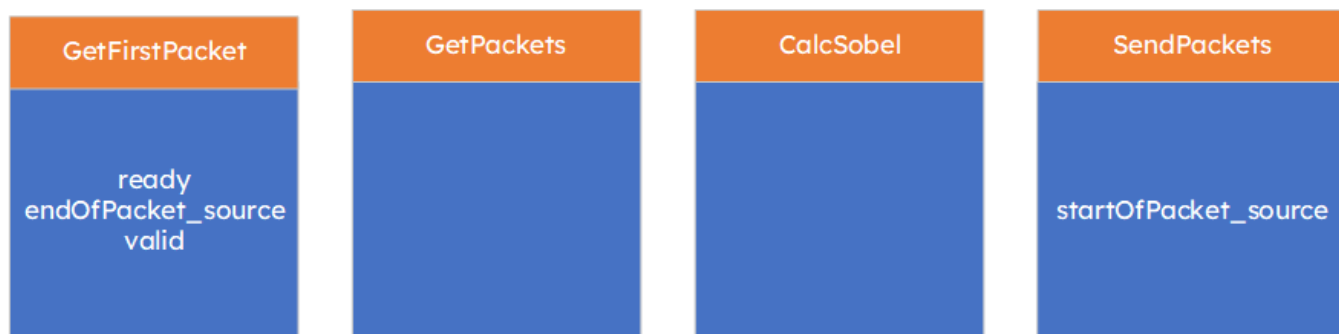 GetFirstPacket
GetPackets
CalcSobel
SendPackets
ready
endOfPacket_source
valid
startOfPacket_source